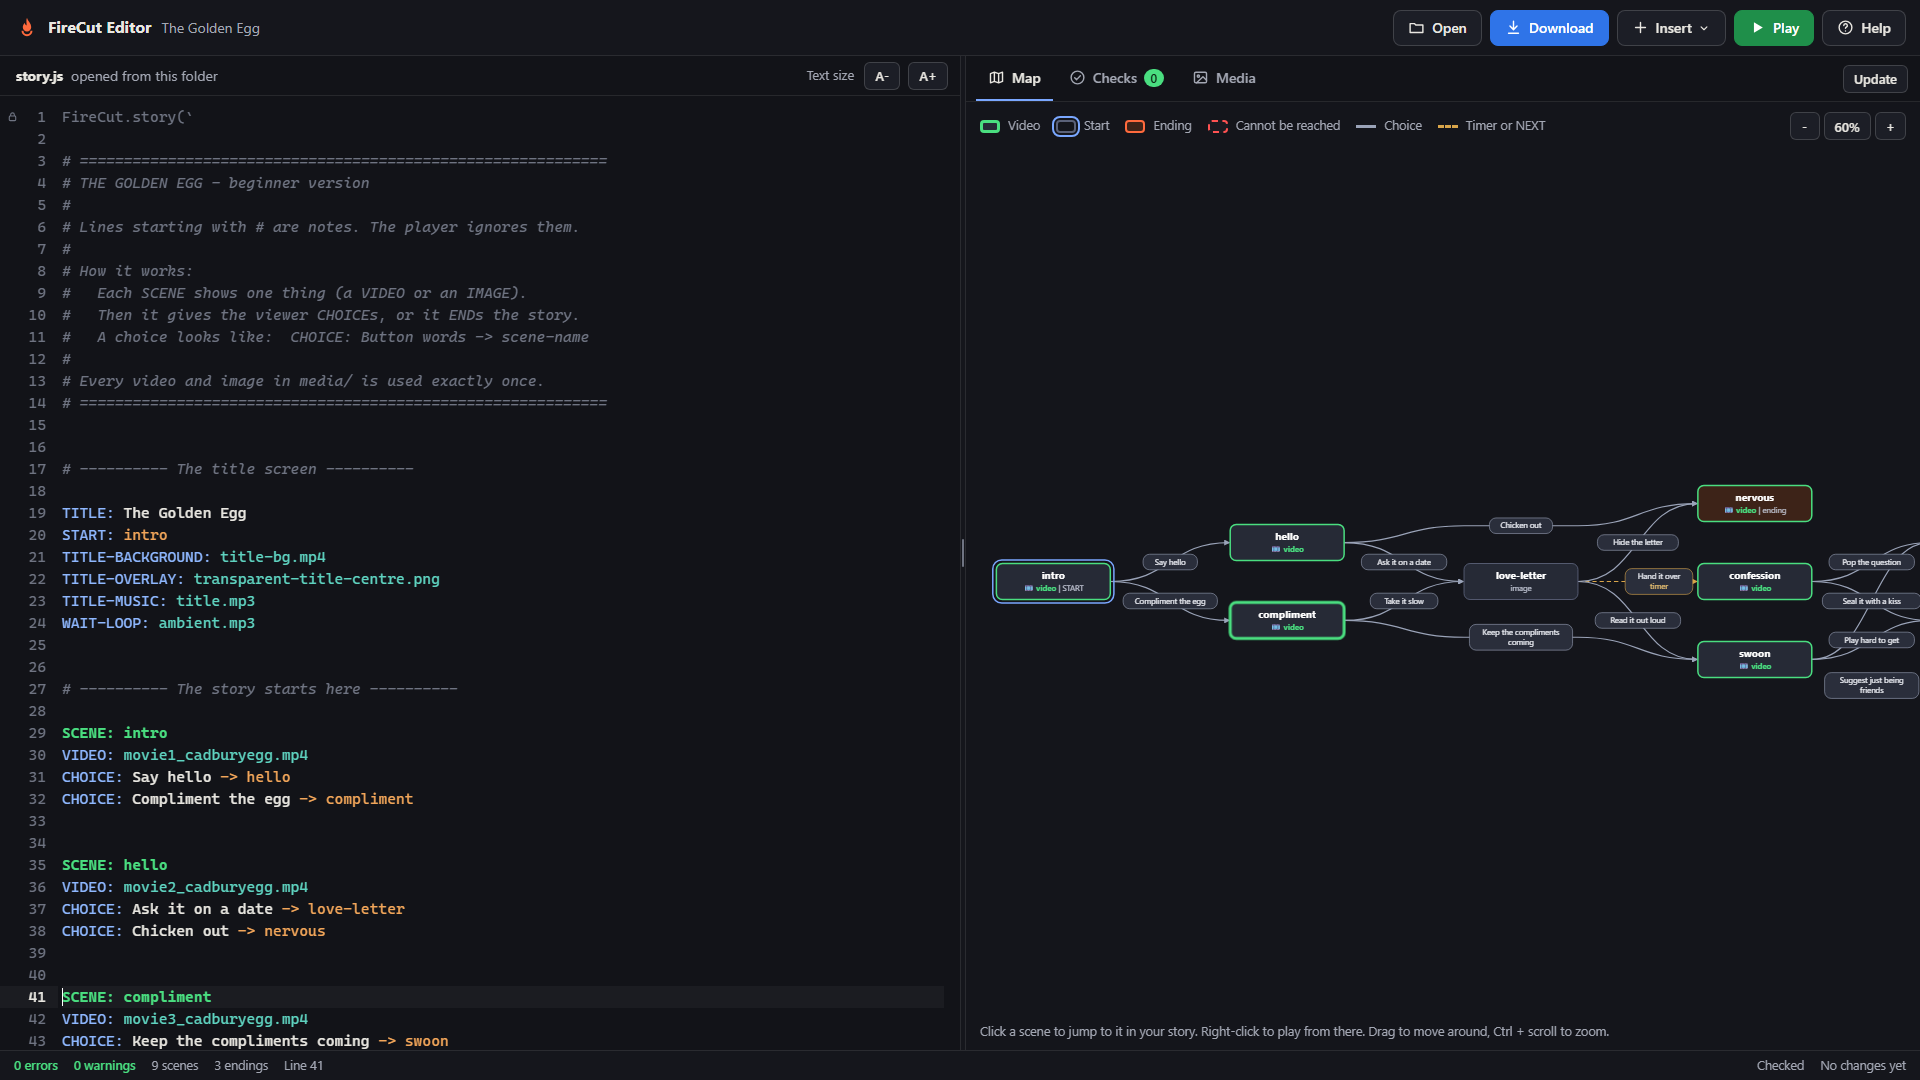 FireCut Editor The Golden Egg
Open Download Insert Play Help
story.js opened from this folder
Text size A- A+
1 FireCut.story(`
2
3 # ============================================================
4 # THE GOLDEN EGG - beginner version
5 #
6 # Lines starting with # are notes. The player ignores them.
7 #
8 # How it works:
9 #   Each SCENE shows one thing (a VIDEO or an IMAGE).
10 #   Then it gives the viewer CHOICEs, or it ENDs the story.
11 #   A choice looks like:  CHOICE: Button words -> scene-name
12 #
13 # Every video and image in media/ is used exactly once.
14 # ============================================================
15
16
17 # ---------- The title screen ----------
18
19 TITLE: The Golden Egg
20 START: intro
21 TITLE-BACKGROUND: title-bg.mp4
22 TITLE-OVERLAY: transparent-title-centre.png
23 TITLE-MUSIC: title.mp3
24 WAIT-LOOP: ambient.mp3
25
26
27 # ---------- The story starts here ----------
28
29 SCENE: intro
30 VIDEO: movie1_cadburyegg.mp4
31 CHOICE: Say hello -> hello
32 CHOICE: Compliment the egg -> compliment
33
34
35 SCENE: hello
36 VIDEO: movie2_cadburyegg.mp4
37 CHOICE: Ask it on a date -> love-letter
38 CHOICE: Chicken out -> nervous
39
40
41 SCENE: compliment
42 VIDEO: movie3_cadburyegg.mp4
43 CHOICE: Keep the compliments coming -> swoon
Map Checks 0 Media
Update
Video Start Ending Cannot be reached Choice Timer or NEXT
- 60% +
intro
video | START
Say hello
Compliment the egg
hello
video
compliment
video
Chicken out
Ask it on a date
Take it slow
Keep the compliments
coming
love-letter
image
Hide the letter
Hand it over
timer
Read it out loud
nervous
video | ending
confession
video
swoon
video
Pop the question
Seal it with a kiss
Play hard to get
Suggest just being
friends
Click a scene to jump to it in your story. Right-click to play from there. Drag to move around, Ctrl + scroll to zoom.
0 errors 0 warnings 9 scenes 3 endings Line 41
Checked No changes yet